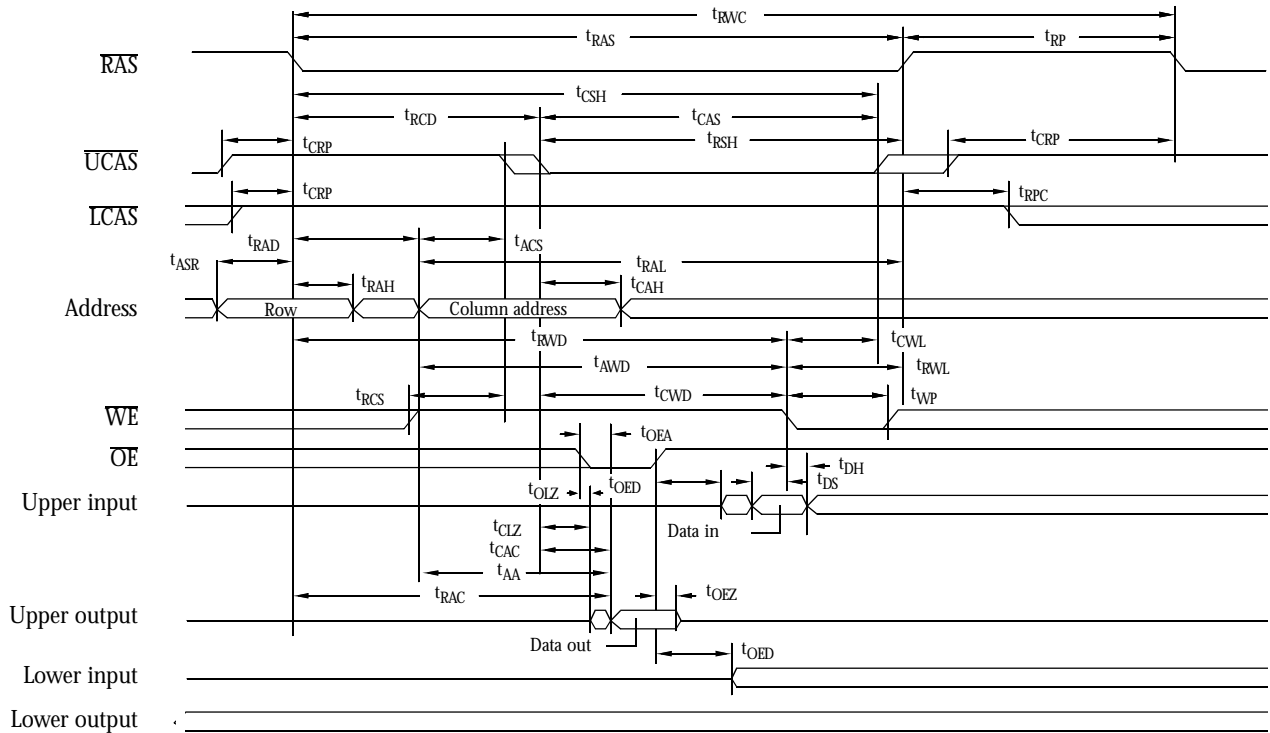 tRWC
tRAS
tRP
RAS
tCSH
tRCD
tCAS
tCRP
tRSH
tCRP
UCAS
tCRP
tRPC
LCAS
tRAD
tACS
tASR
tRAL
tRAH
tCAH
Address
Row
Column address
tRWD
tCWL
tAWD
tRWL
tRCS
tCWD
tWP
WE
tOEA
OE
tDH
tOLZ
tOED
tDS
Upper input
tCLZ
Data in
tCAC
tAA
tRAC
tOEZ
Upper output
Data out
tOED
Lower input
Lower output